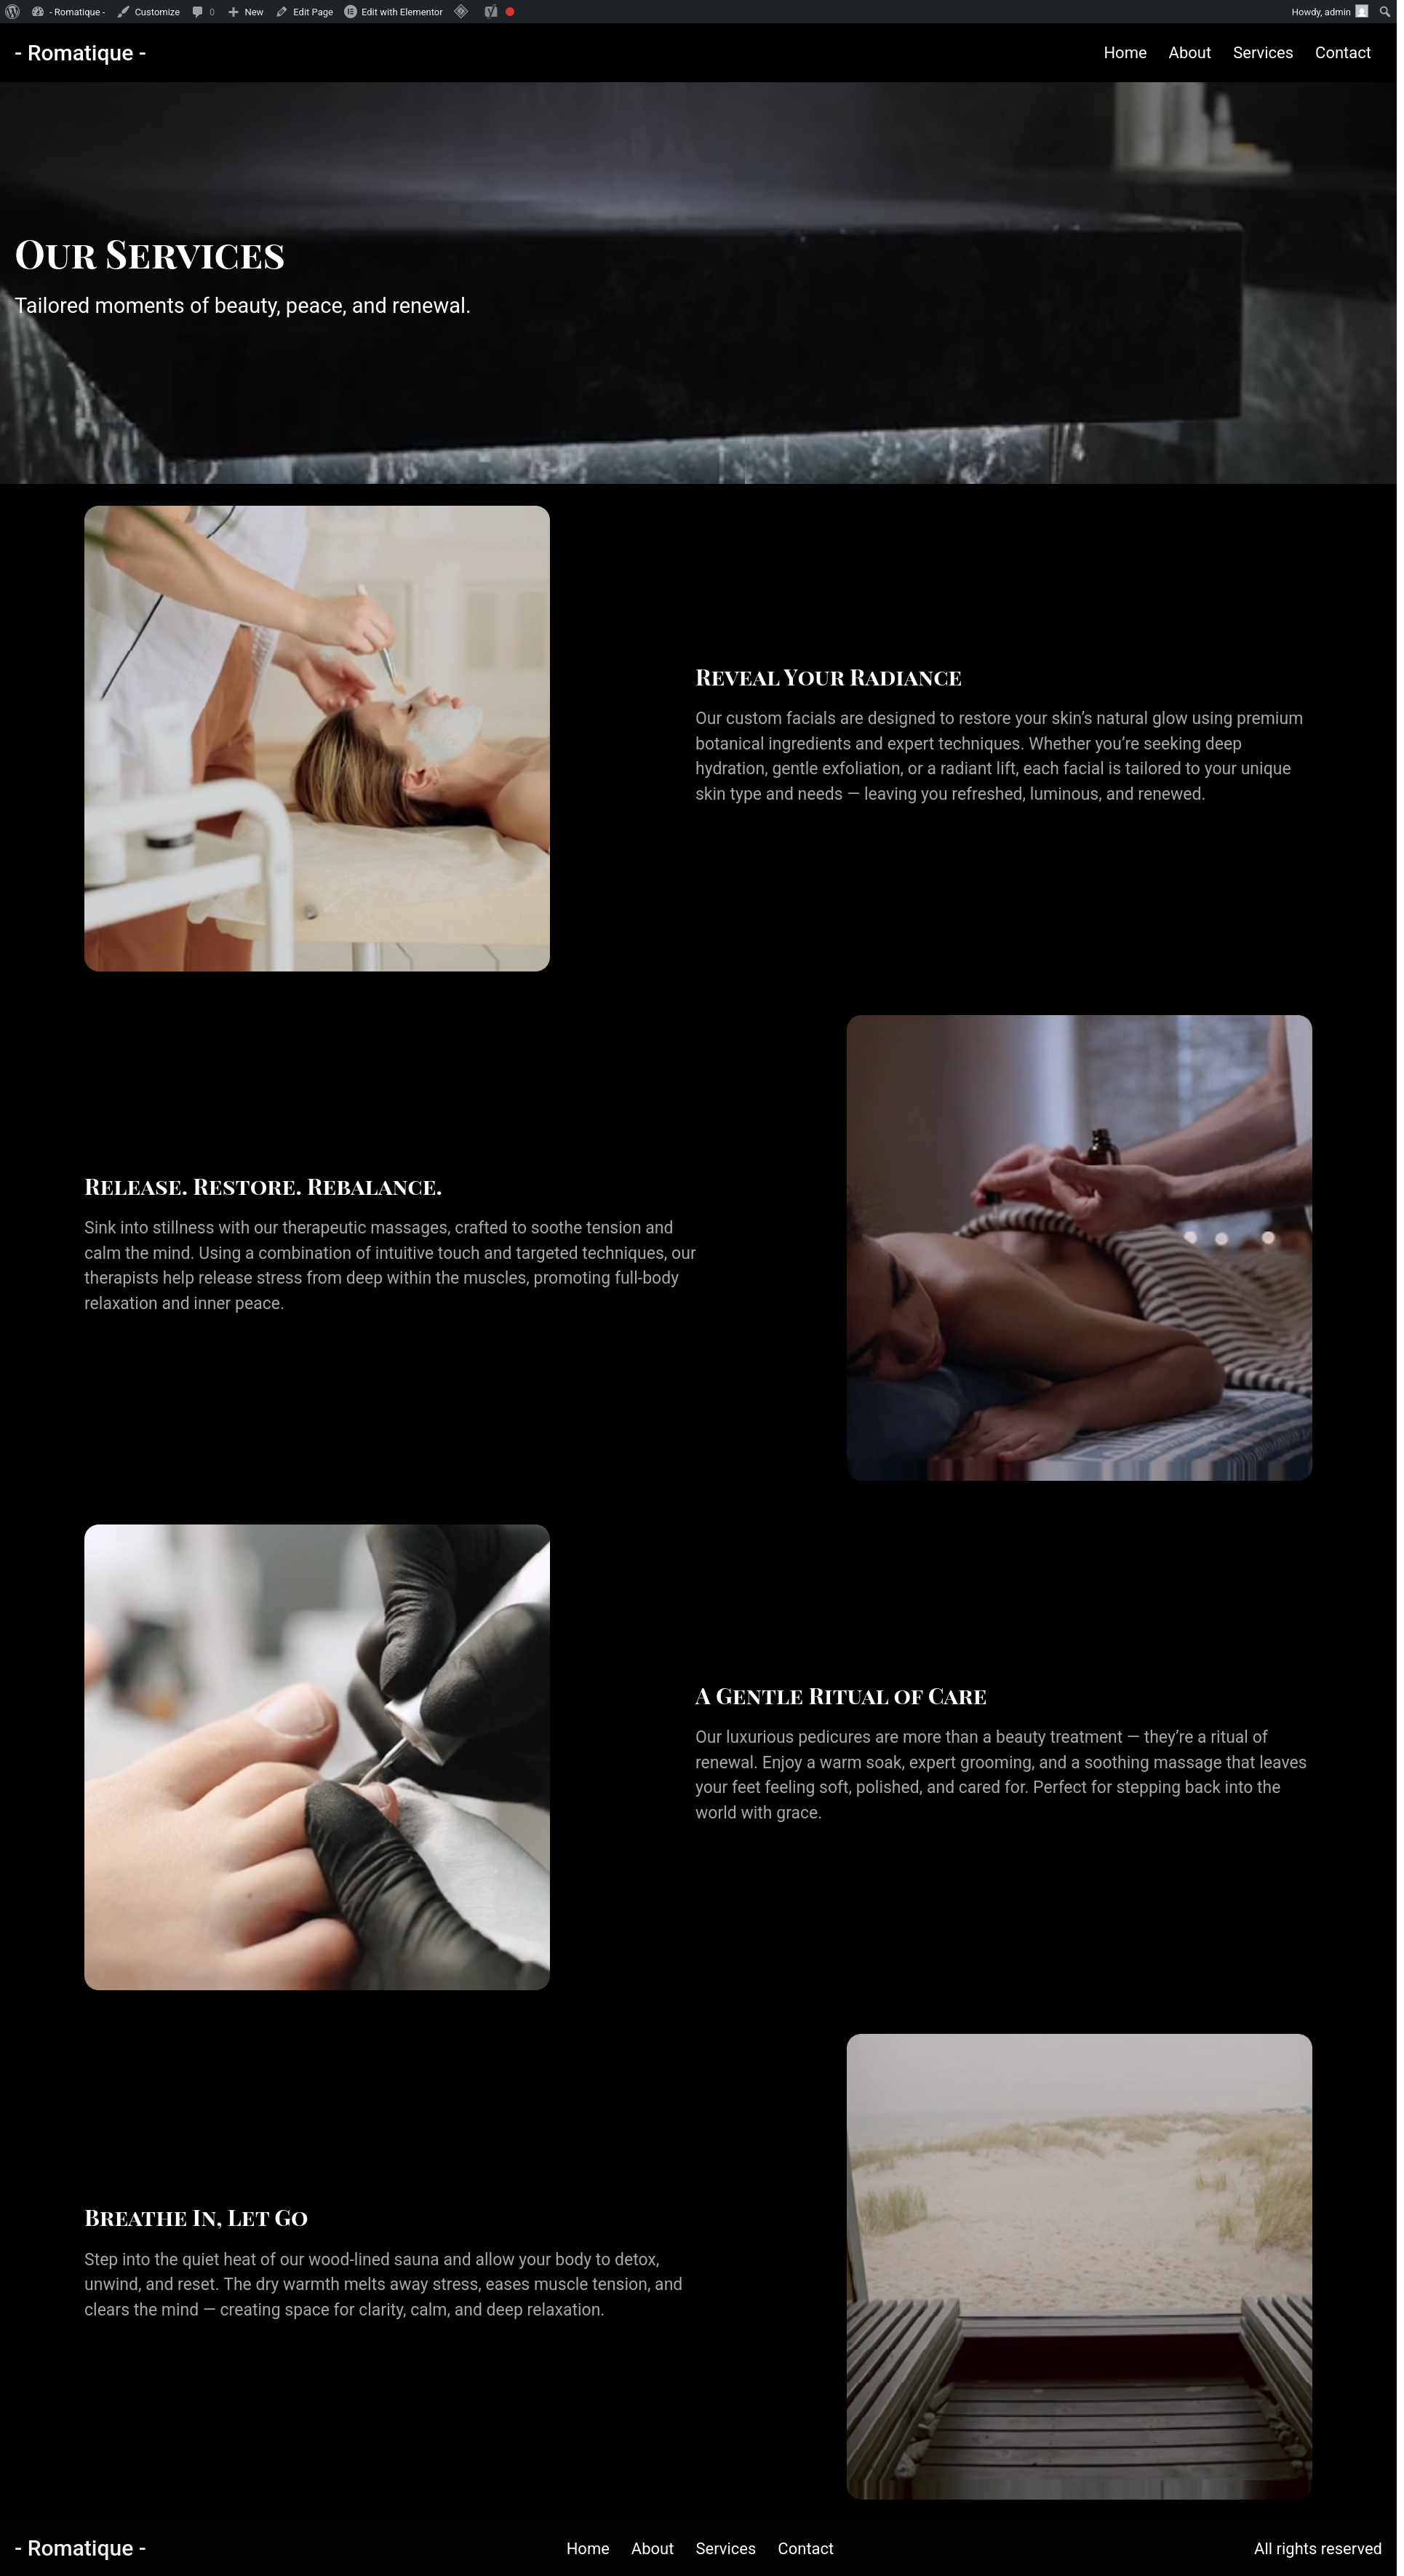 - Romatique -
Customize
0
New
Edit Page
Edit with Elementor
Howdy, admin
- Romatique -
Home
About
Services
Contact
Our Services
Tailored moments of beauty, peace, and renewal.
Reveal Your Radiance
Our custom facials are designed to restore your skin’s natural glow using premium
botanical ingredients and expert techniques. Whether you’re seeking deep
hydration, gentle exfoliation, or a radiant lift, each facial is tailored to your unique
skin type and needs — leaving you refreshed, luminous, and renewed.
Release. Restore. Rebalance.
Sink into stillness with our therapeutic massages, crafted to soothe tension and
calm the mind. Using a combination of intuitive touch and targeted techniques, our
therapists help release stress from deep within the muscles, promoting full-body
relaxation and inner peace.
A Gentle Ritual of Care
Our luxurious pedicures are more than a beauty treatment — they’re a ritual of
renewal. Enjoy a warm soak, expert grooming, and a soothing massage that leaves
your feet feeling soft, polished, and cared for. Perfect for stepping back into the
world with grace.
Breathe In, Let Go
Step into the quiet heat of our wood-lined sauna and allow your body to detox,
unwind, and reset. The dry warmth melts away stress, eases muscle tension, and
clears the mind — creating space for clarity, calm, and deep relaxation.
- Romatique -
Home
About
Services
Contact
All rights reserved